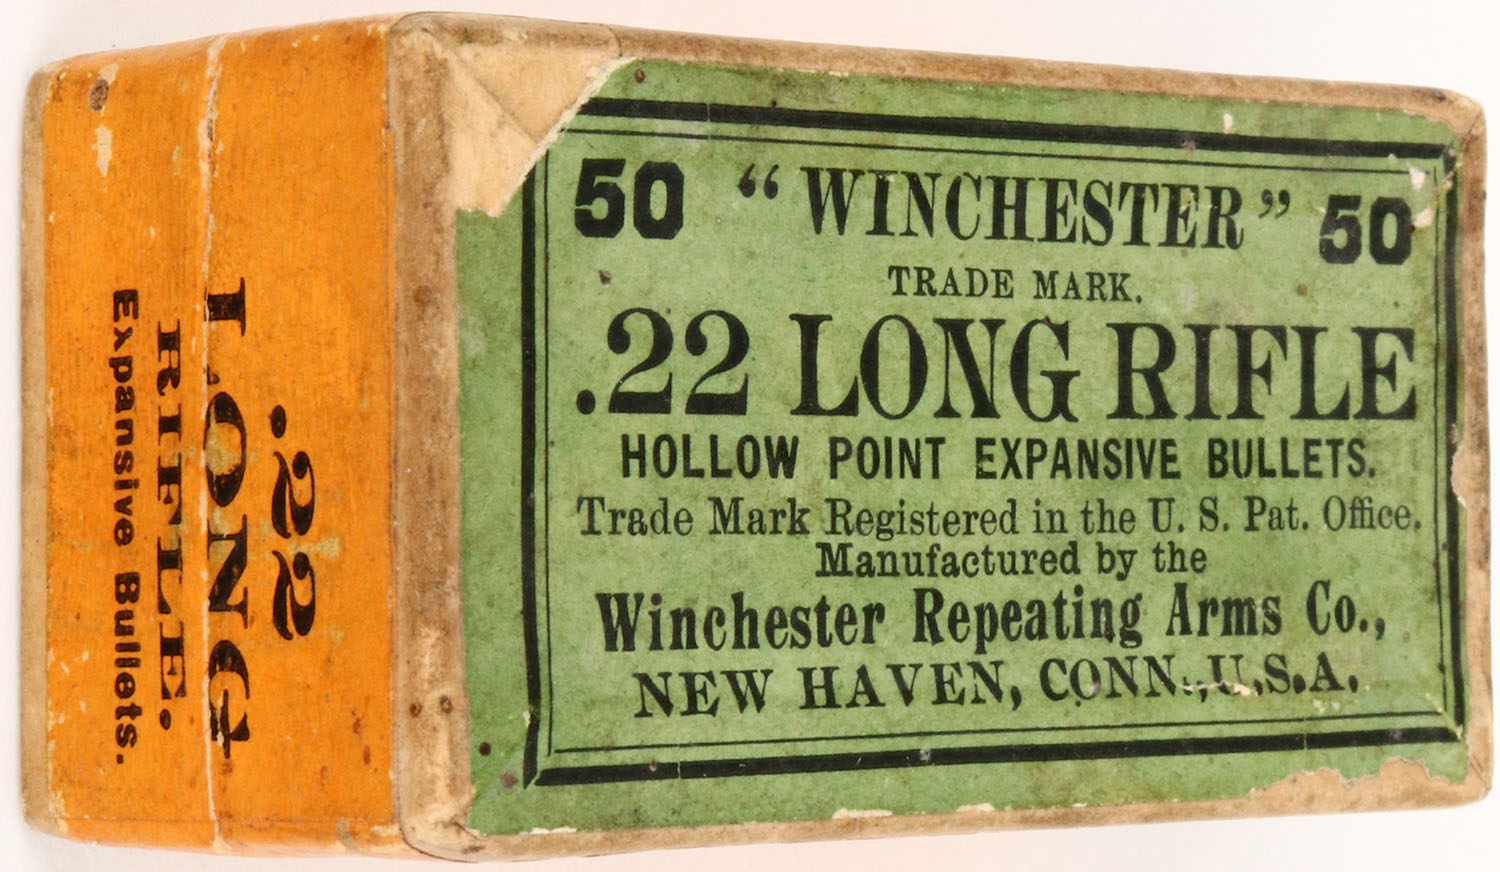 50 "WINCHESTER" 50
TRADE MARK.
.22 LONG RIFLE
HOLLOW POINT EXPANSIVE BULLETS.
Trade Mark Registered in the U. S. Pat. Office.
Manufactured by the
Winchester Repeating Arms Co.,
NEW HAVEN, CONN., U.S.A.
.22
LONG
RIFLE.
Expansive Bullets.